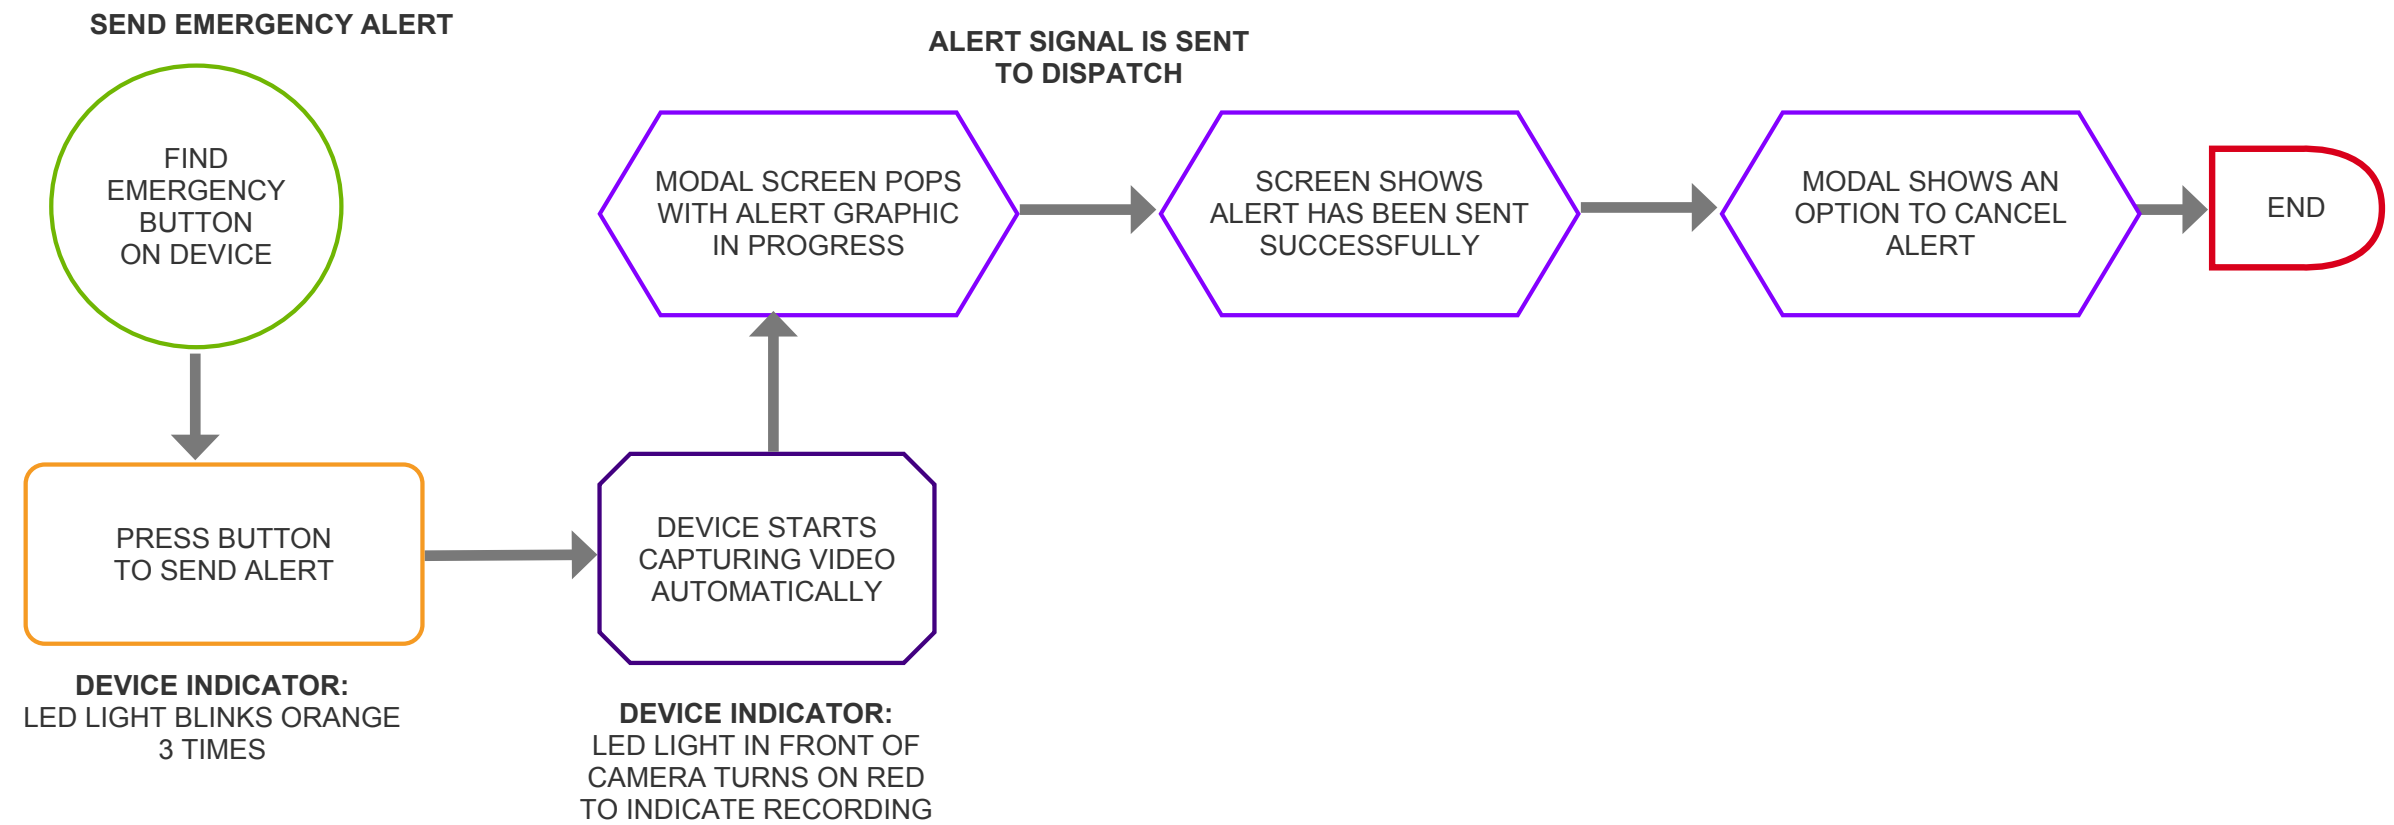 SEND EMERGENCY ALERT
FIND
EMERGENCY
BUTTON
ON DEVICE
PRESS BUTTON
TO SEND ALERT
DEVICE INDICATOR:
LED LIGHT BLINKS ORANGE
3 TIMES
DEVICE STARTS
CAPTURING VIDEO
AUTOMATICALLY
DEVICE INDICATOR:
LED LIGHT IN FRONT OF
CAMERA TURNS ON RED
TO INDICATE RECORDING
ALERT SIGNAL IS SENT
TO DISPATCH
MODAL SCREEN POPS
WITH ALERT GRAPHIC
IN PROGRESS
SCREEN SHOWS
ALERT HAS BEEN SENT
SUCCESSFULLY
MODAL SHOWS AN
OPTION TO CANCEL
ALERT
END